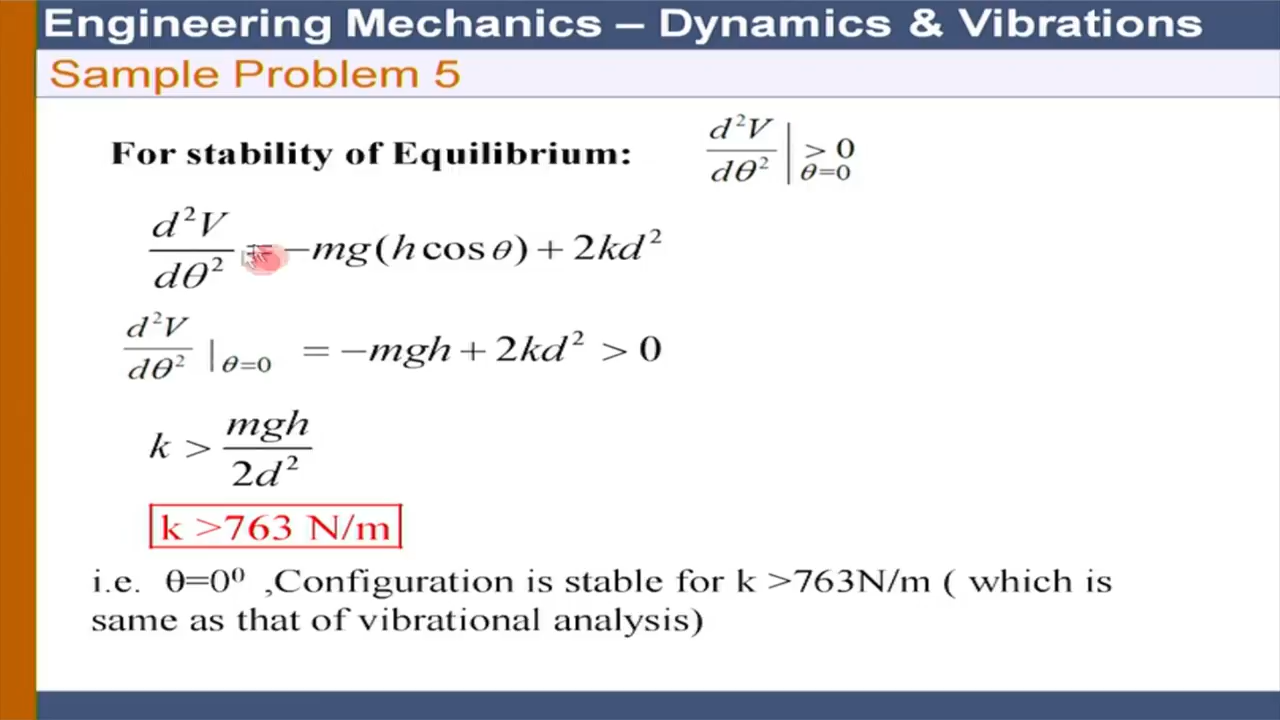 Engineering Mechanics – Dynamics & Vibrations
Sample Problem 5
For stability of Equilibrium: d²V/dθ² |θ=0 > 0
d²V/dθ² = −mg(h cos θ) + 2kd²
d²V/dθ² |θ=0 = −mgh + 2kd² > 0
k > mgh/2d²
k >763 N/m
i.e. θ=0⁰ ,Configuration is stable for k >763N/m ( which is
same as that of vibrational analysis)